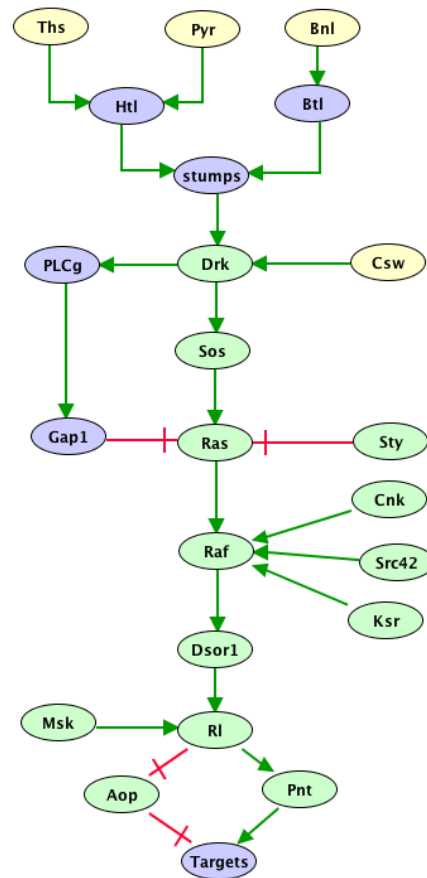 Ths
Pyr
Bnl
Htl
Btl
stumps
PLCg
Drk
Csw
Sos
Gap1
Ras
Sty
Cnk
Raf
Src42
Ksr
Dsor1
Msk
Rl
Aop
Pnt
Targets